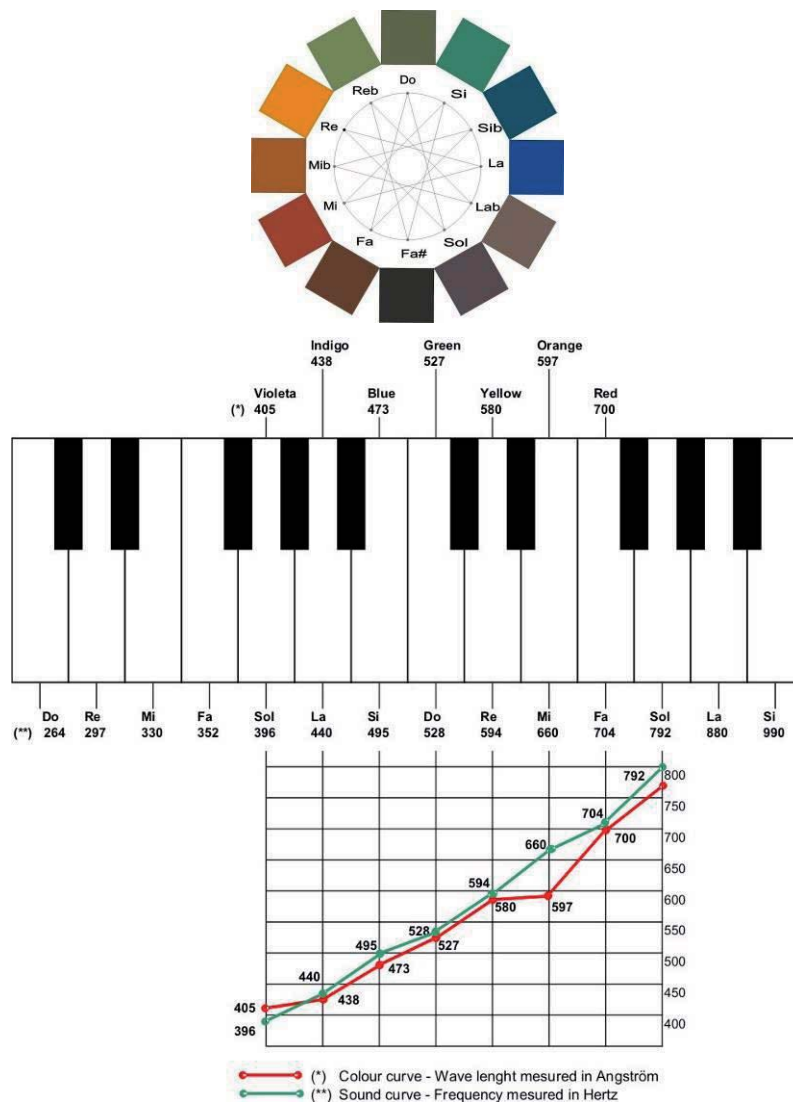 Do
Reb
Si
Re
Sib
Mib
La
Mi
Lab
Fa
Sol
Fa#
Indigo Green Orange
438 527 597
Violeta Blue Yellow Red
(*) 405 473 580 700
Do Re Mi Fa Sol La Si Do Re Mi Fa Sol La Si
(**) 264 297 330 352 396 440 495 528 594 660 704 792 880 990
792 800
750
704
700 700
660
650
594 600
580 597
528 550
527
495 500
473
440 450
438
405
396 400
(*) Colour curve - Wave lenght mesured in Angström
(**) Sound curve - Frequency mesured in Hertz